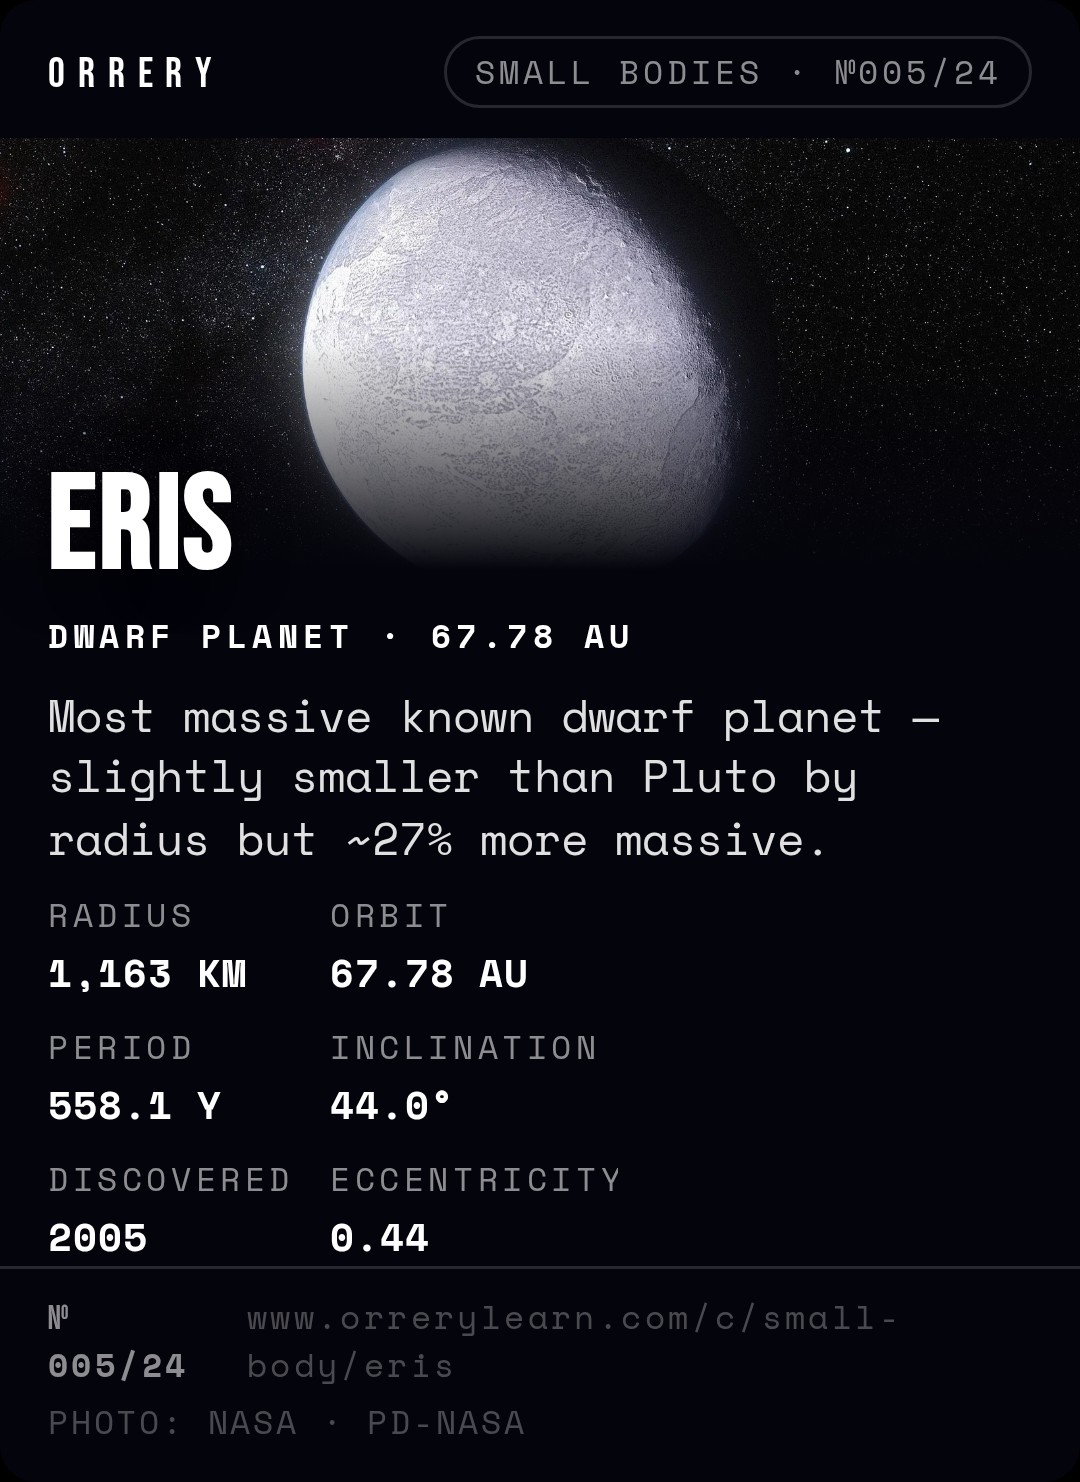 ORRERY
SMALL BODIES · №005/24
ERIS
DWARF PLANET · 67.78 AU
Most massive known dwarf planet —
slightly smaller than Pluto by
radius but ~27% more massive.
RADIUS ORBIT
1,163 KM 67.78 AU
PERIOD INCLINATION
558.1 Y 44.0°
DISCOVERED ECCENTRICITY
2005 0.44
№ www.orrerylearn.com/c/small-
005/24 body/eris
PHOTO: NASA · PD-NASA